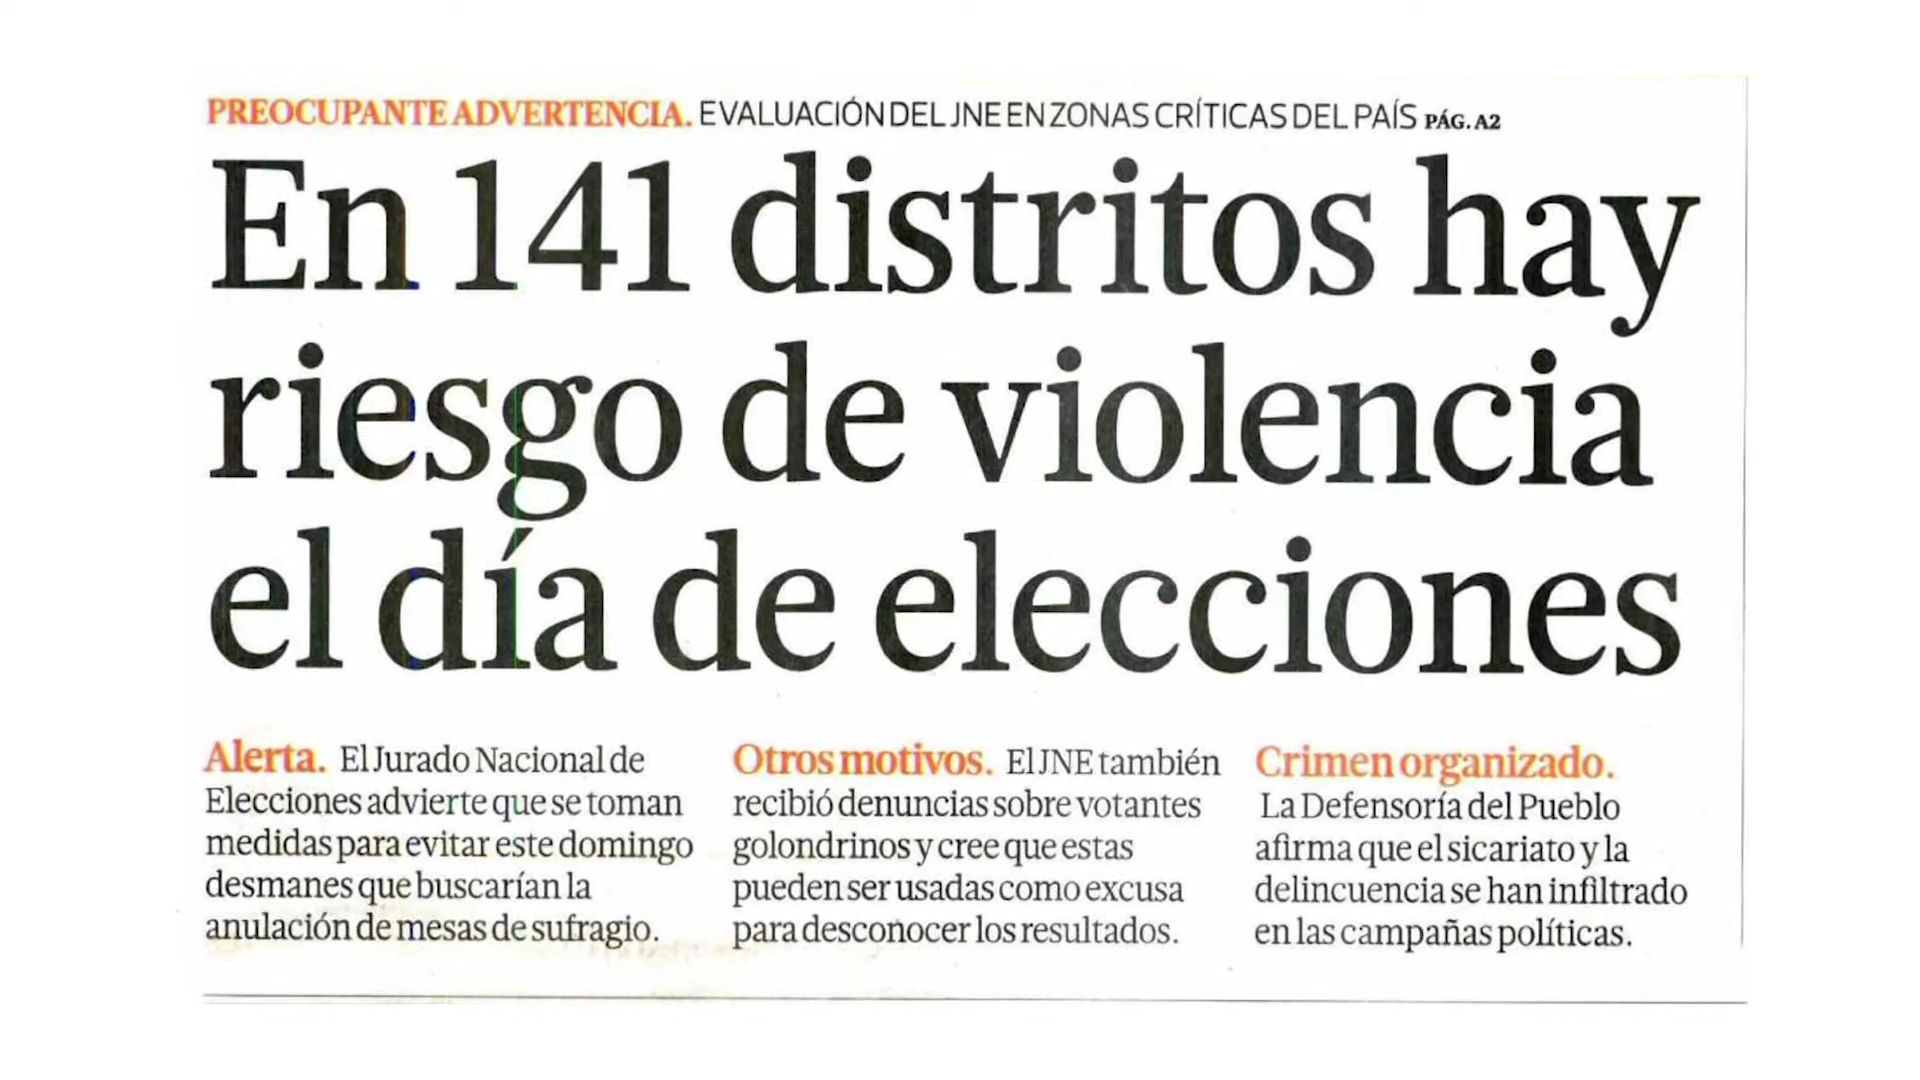 PREOCUPANTE ADVERTENCIA. EVALUACIÓN DEL JNE EN ZONAS CRÍTICAS DEL PAÍS PÁG. A2
En 141 distritos hay
riesgo de violencia
el día de elecciones
Alerta. El Jurado Nacional de
Elecciones advierte que se toman
medidas para evitar este domingo
desmanes que buscarían la
anulación de mesas de sufragio.
Otros motivos. El JNE también
recibió denuncias sobre votantes
golondrinos y cree que estas
pueden ser usadas como excusa
para desconocer los resultados.
Crimen organizado.
La Defensoría del Pueblo
afirma que el sicariato y la
delincuencia se han infiltrado
en las campañas políticas.